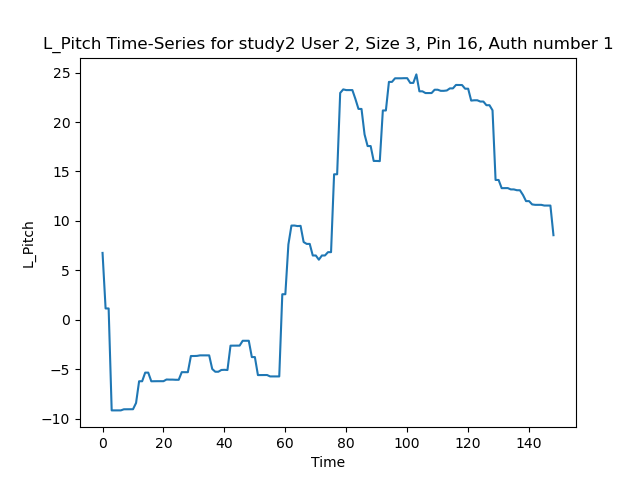 L_Pitch Time-Series for study2 User 2, Size 3, Pin 16, Auth number 1
25
20
15
10
5
0
−5
−10
L_Pitch
0 20 40 60 80 100 120 140
Time